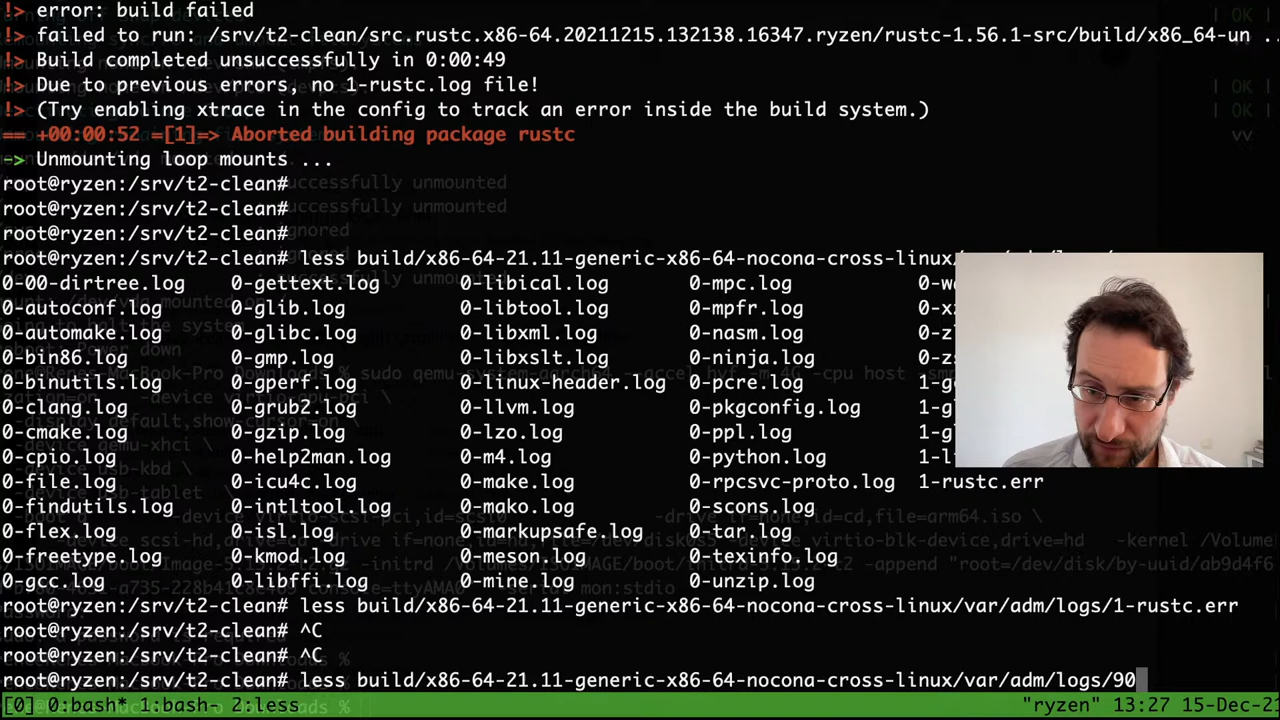 !> error: build failed
!> failed to run: /srv/t2-clean/src.rustc.x86-64.20211215.132138.16347.ryzen/rustc-1.56.1-src/build/x86_64-un ..
!> Build completed unsuccessfully in 0:00:49
!> Due to previous errors, no 1-rustc.log file!
!> (Try enabling xtrace in the config to track an error inside the build system.)
== +00:00:52 =[1]=> Aborted building package rustc
-> Unmounting loop mounts ...
root@ryzen:/srv/t2-clean#
root@ryzen:/srv/t2-clean#
root@ryzen:/srv/t2-clean#
root@ryzen:/srv/t2-clean# less build/x86-64-21.11-generic-x86-64-nocona-cross-linux/var/adm/logs/
0-00-dirtree.log 0-gettext.log 0-libical.log 0-mpc.log
0-autoconf.log 0-glib.log 0-libtool.log 0-mpfr.log
0-automake.log 0-glibc.log 0-libxml.log 0-nasm.log
0-bin86.log 0-gmp.log 0-libxslt.log 0-ninja.log
0-binutils.log 0-gperf.log 0-linux-header.log 0-pcre.log
0-clang.log 0-grub2.log 0-llvm.log 0-pkgconfig.log
0-cmake.log 0-gzip.log 0-lzo.log 0-ppl.log
0-cpio.log 0-help2man.log 0-m4.log 0-python.log
0-file.log 0-icu4c.log 0-make.log 0-rpcsvc-proto.log 1-rustc.err
0-findutils.log 0-intltool.log 0-mako.log 0-scons.log
0-flex.log 0-isl.log 0-markupsafe.log 0-tar.log
0-freetype.log 0-kmod.log 0-meson.log 0-texinfo.log
0-gcc.log 0-libffi.log 0-mine.log 0-unzip.log
root@ryzen:/srv/t2-clean# less build/x86-64-21.11-generic-x86-64-nocona-cross-linux/var/adm/logs/1-rustc.err
root@ryzen:/srv/t2-clean# ^C
root@ryzen:/srv/t2-clean# ^C
root@ryzen:/srv/t2-clean# less build/x86-64-21.11-generic-x86-64-nocona-cross-linux/var/adm/logs/90
[0] 0:bash* 1:bash- 2:less "ryzen" 13:27 15-Dec-21